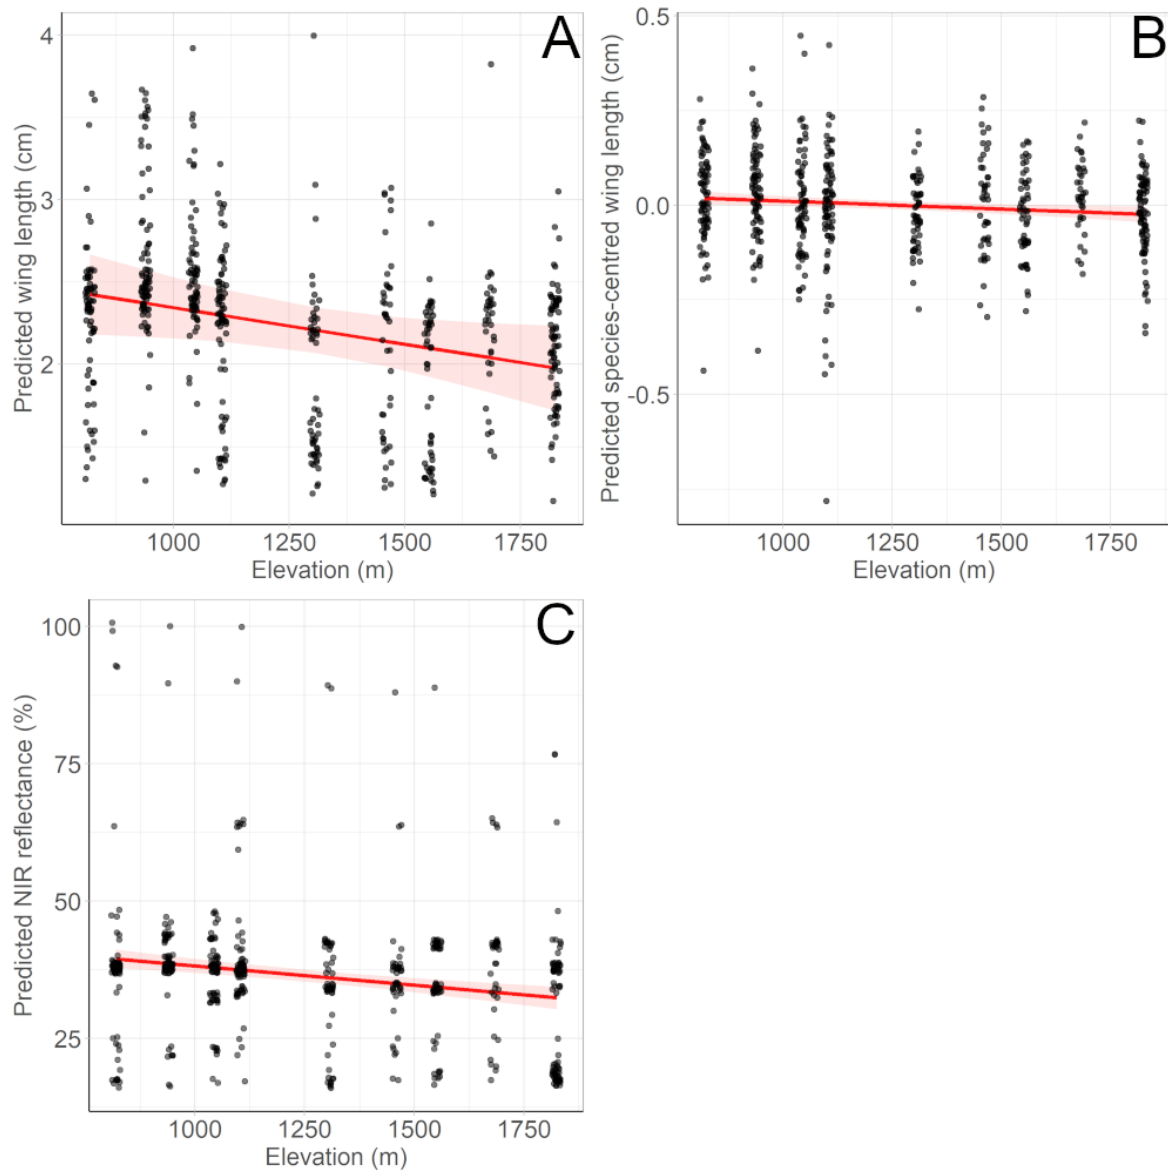 A
Predicted wing length (cm)
4
3
2
1000 1250 1500 1750
Elevation (m)
B
Predicted species-centred wing length (cm)
0.5
0.0
-0.5
1000 1250 1500 1750
Elevation (m)
C
Predicted NIR reflectance (%)
100
75
50
25
1000 1250 1500 1750
Elevation (m)